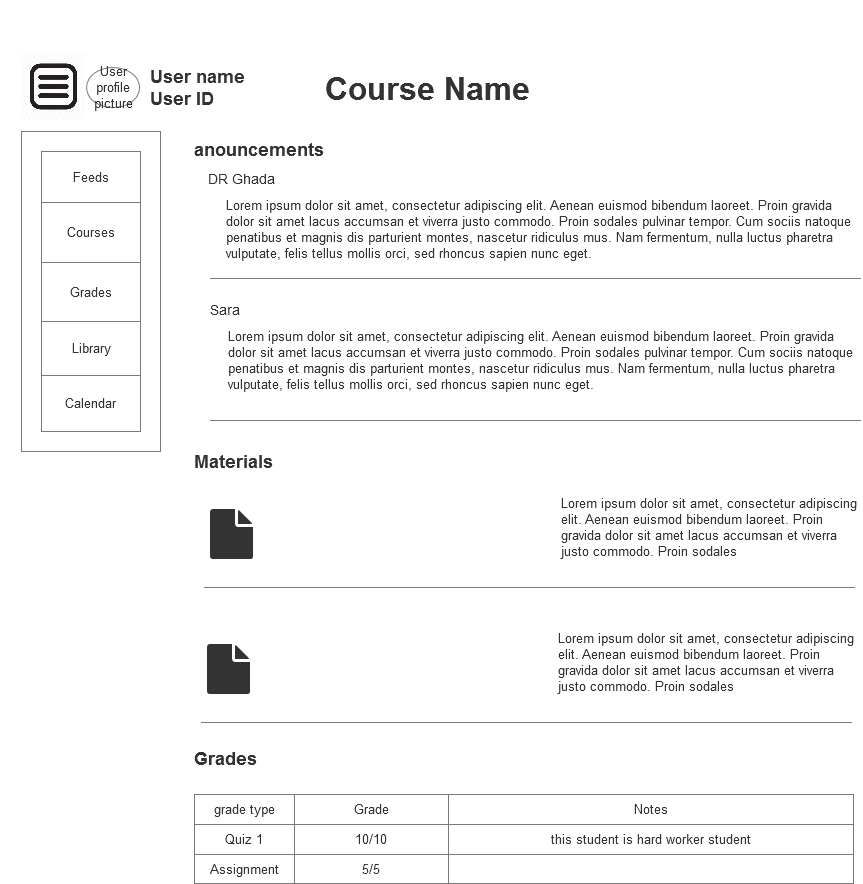 User
profile
picture
User name
User ID
Course Name
Feeds
Courses
Grades
Library
Calendar
anouncements
DR Ghada
Lorem ipsum dolor sit amet, consectetur adipiscing elit. Aenean euismod bibendum laoreet. Proin gravida
dolor sit amet lacus accumsan et viverra justo commodo. Proin sodales pulvinar tempor. Cum sociis natoque
penatibus et magnis dis parturient montes, nascetur ridiculus mus. Nam fermentum, nulla luctus pharetra
vulputate, felis tellus mollis orci, sed rhoncus sapien nunc eget.
Sara
Lorem ipsum dolor sit amet, consectetur adipiscing elit. Aenean euismod bibendum laoreet. Proin gravida
dolor sit amet lacus accumsan et viverra justo commodo. Proin sodales pulvinar tempor. Cum sociis natoque
penatibus et magnis dis parturient montes, nascetur ridiculus mus. Nam fermentum, nulla luctus pharetra
vulputate, felis tellus mollis orci, sed rhoncus sapien nunc eget.
Materials
Lorem ipsum dolor sit amet, consectetur adipiscing
elit. Aenean euismod bibendum laoreet. Proin
gravida dolor sit amet lacus accumsan et viverra
justo commodo. Proin sodales
Lorem ipsum dolor sit amet, consectetur adipiscing
elit. Aenean euismod bibendum laoreet. Proin
gravida dolor sit amet lacus accumsan et viverra
justo commodo. Proin sodales
Grades
grade type Grade Notes
Quiz 1 10/10 this student is hard worker student
Assignment 5/5